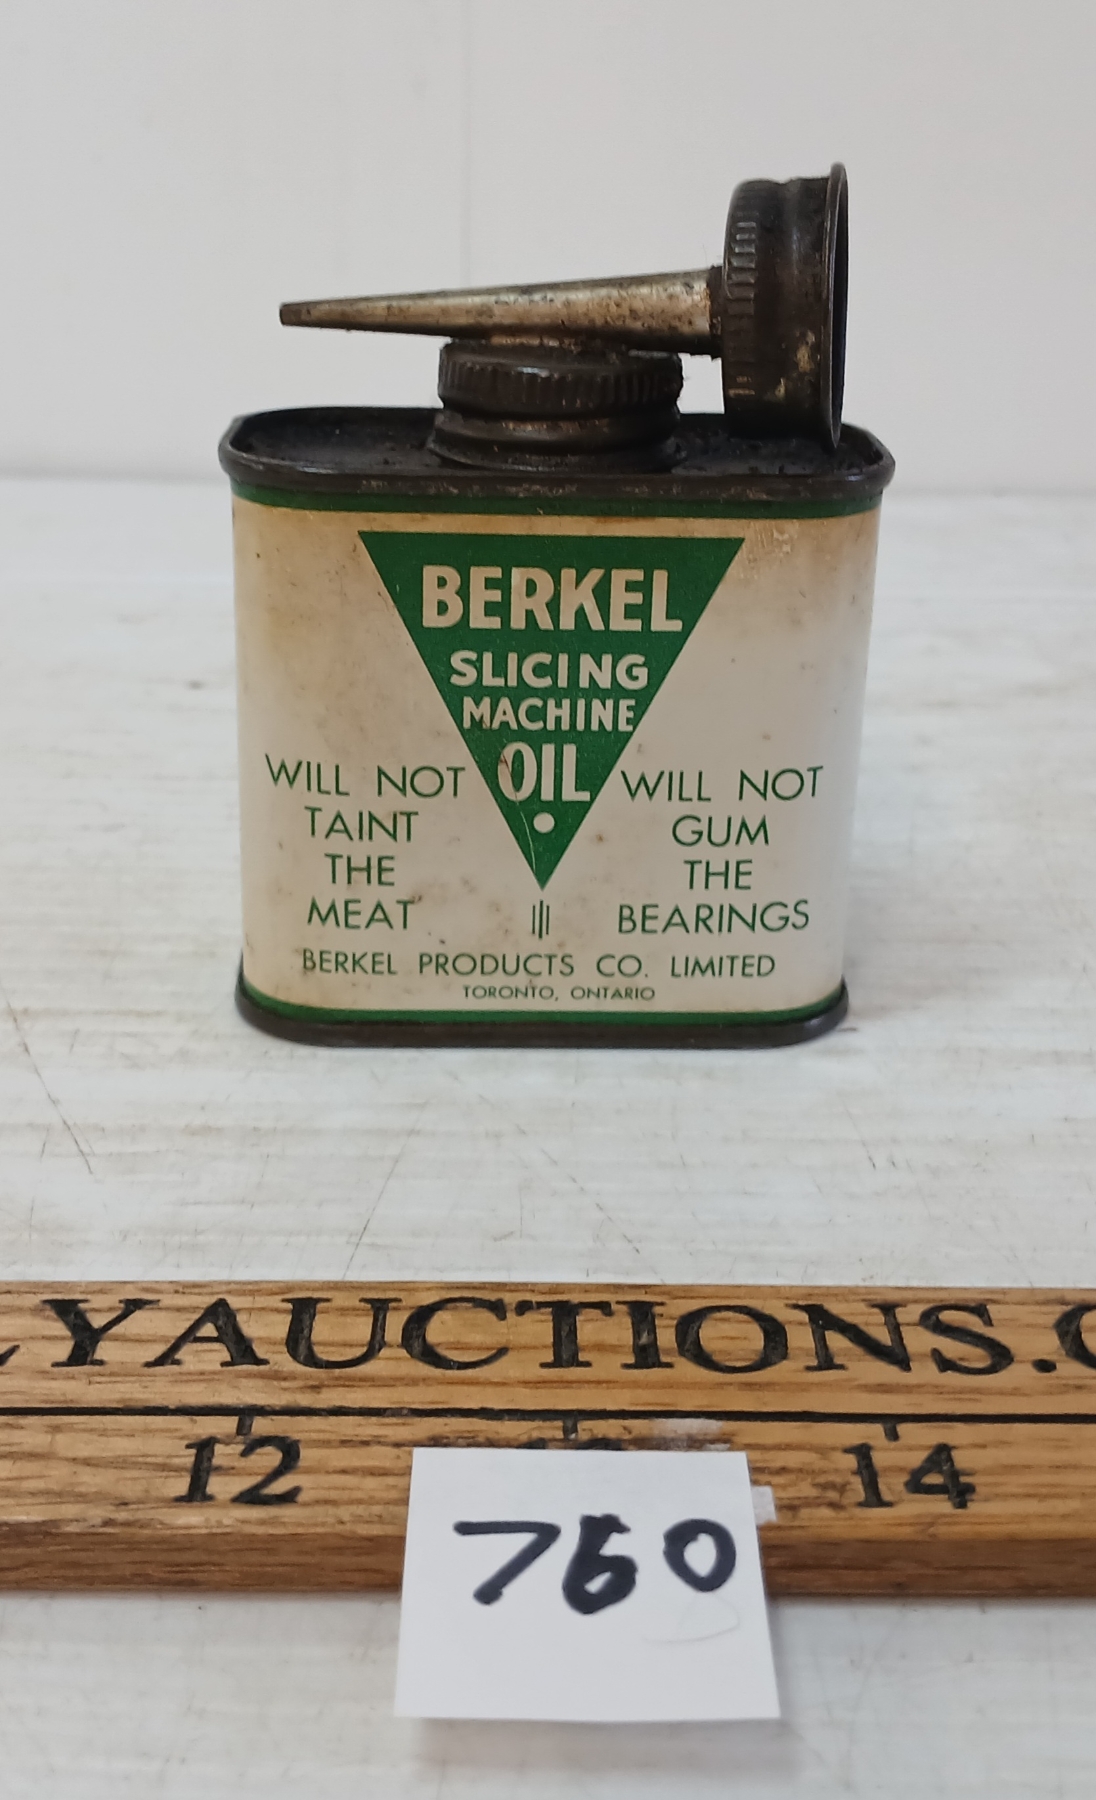 BERKEL
SLICING
MACHINE
OIL
WILL NOT
TAINT
THE
MEAT
WILL NOT
GUM
THE
BEARINGS
BERKEL PRODUCTS CO. LIMITED
TORONTO, ONTARIO
YAUCTIONS.
12 14
760